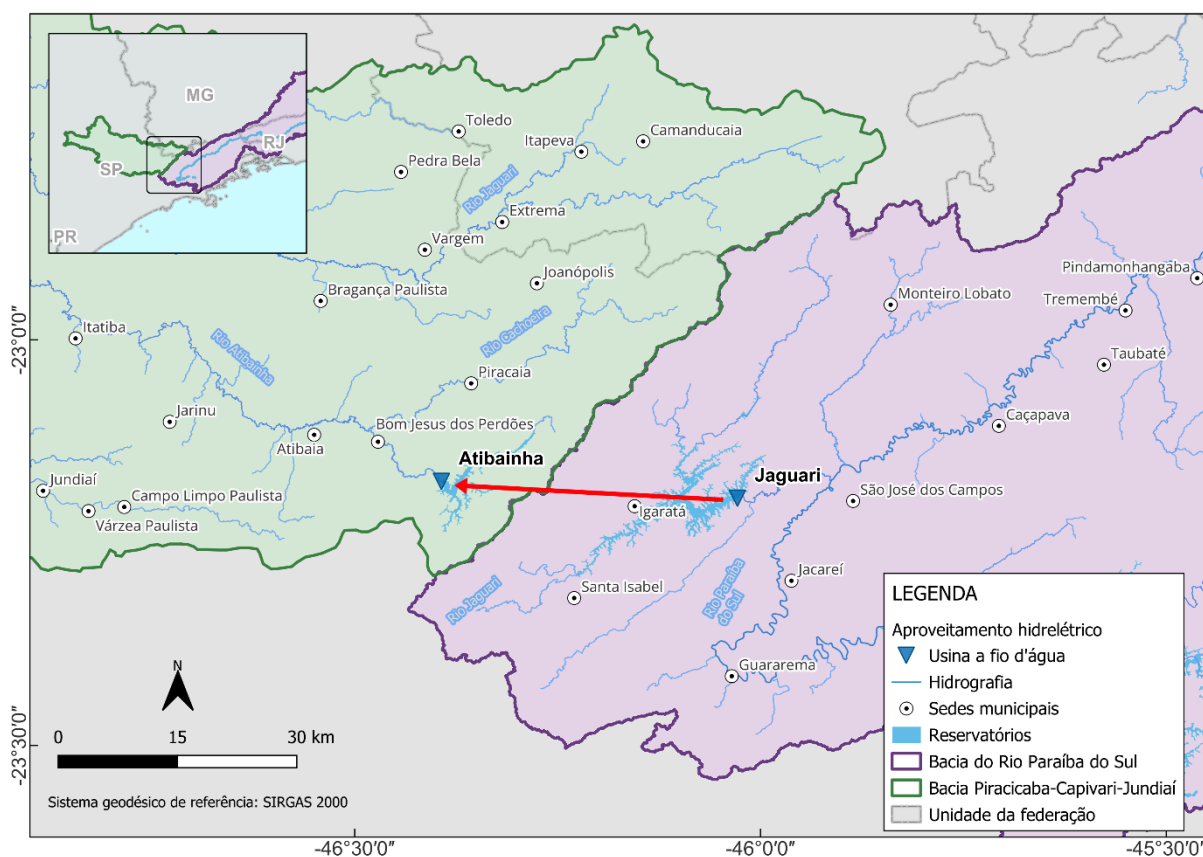 MG
RJ
SP
PR
Toledo
Itapeva
Camanducaia
Pedra Bela
Rio Jaguari
Extrema
Vargem
Joanópolis
Bragança Paulista
Pindamonhangaba
Monteiro Lobato
Tremembé
Itatiba
Rio Atibainha
Rio Cachoeira
Taubaté
Piracaia
Jarinu
Bom Jesus dos Perdões
Caçapava
Atibaia
Atibainha
Jaguari
Jundiaí
Campo Limpo Paulista
São José dos Campos
Várzea Paulista
Igaratá
Jacareí
Santa Isabel
Rio Jaguari
Rio Paraíba
do Sul
Guararema
-23°0'0"
-23°30'0"
N
0 15 30 km
Sistema geodésico de referência: SIRGAS 2000
LEGENDA
Aproveitamento hidrelétrico
Usina a fio d'água
Hidrografia
Sedes municipais
Reservatórios
Bacia do Rio Paraíba do Sul
Bacia Piracicaba-Capivari-Jundiaí
Unidade da federação
-46°30'0" -46°0'0" -45°30'0"